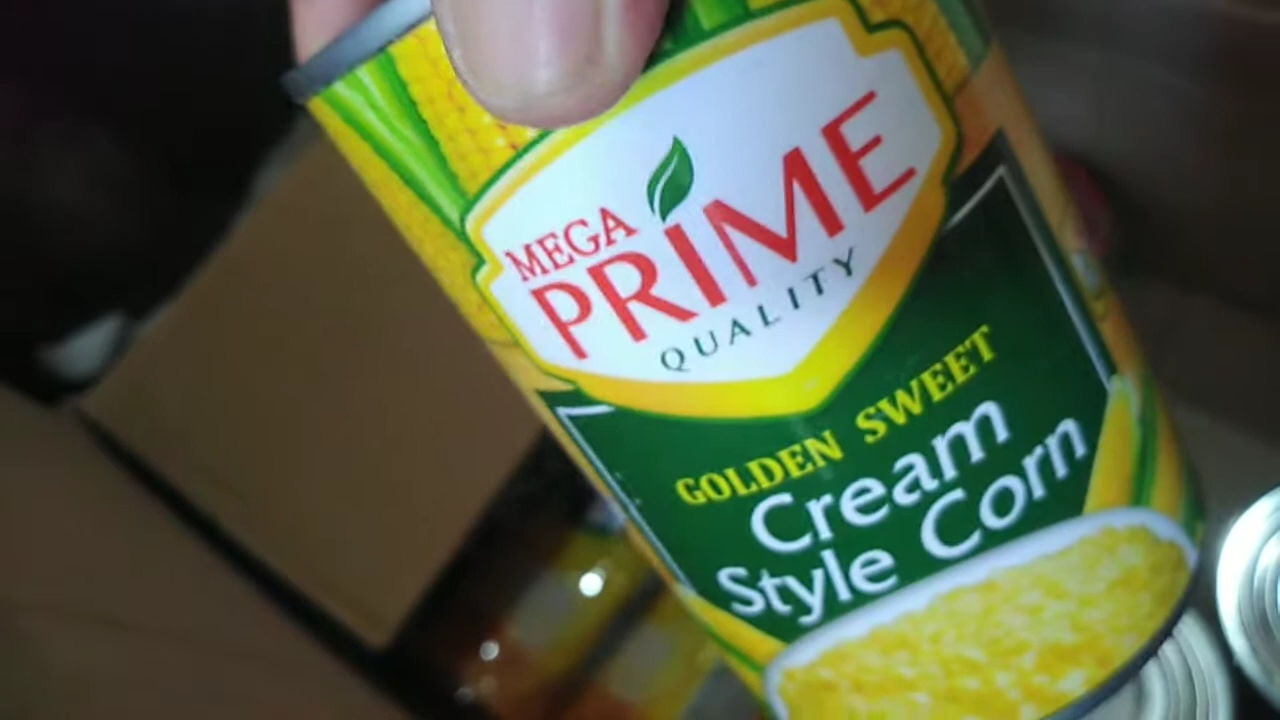 MEGA
PRIME
QUALITY
GOLDEN SWEET
Cream
Style Corn